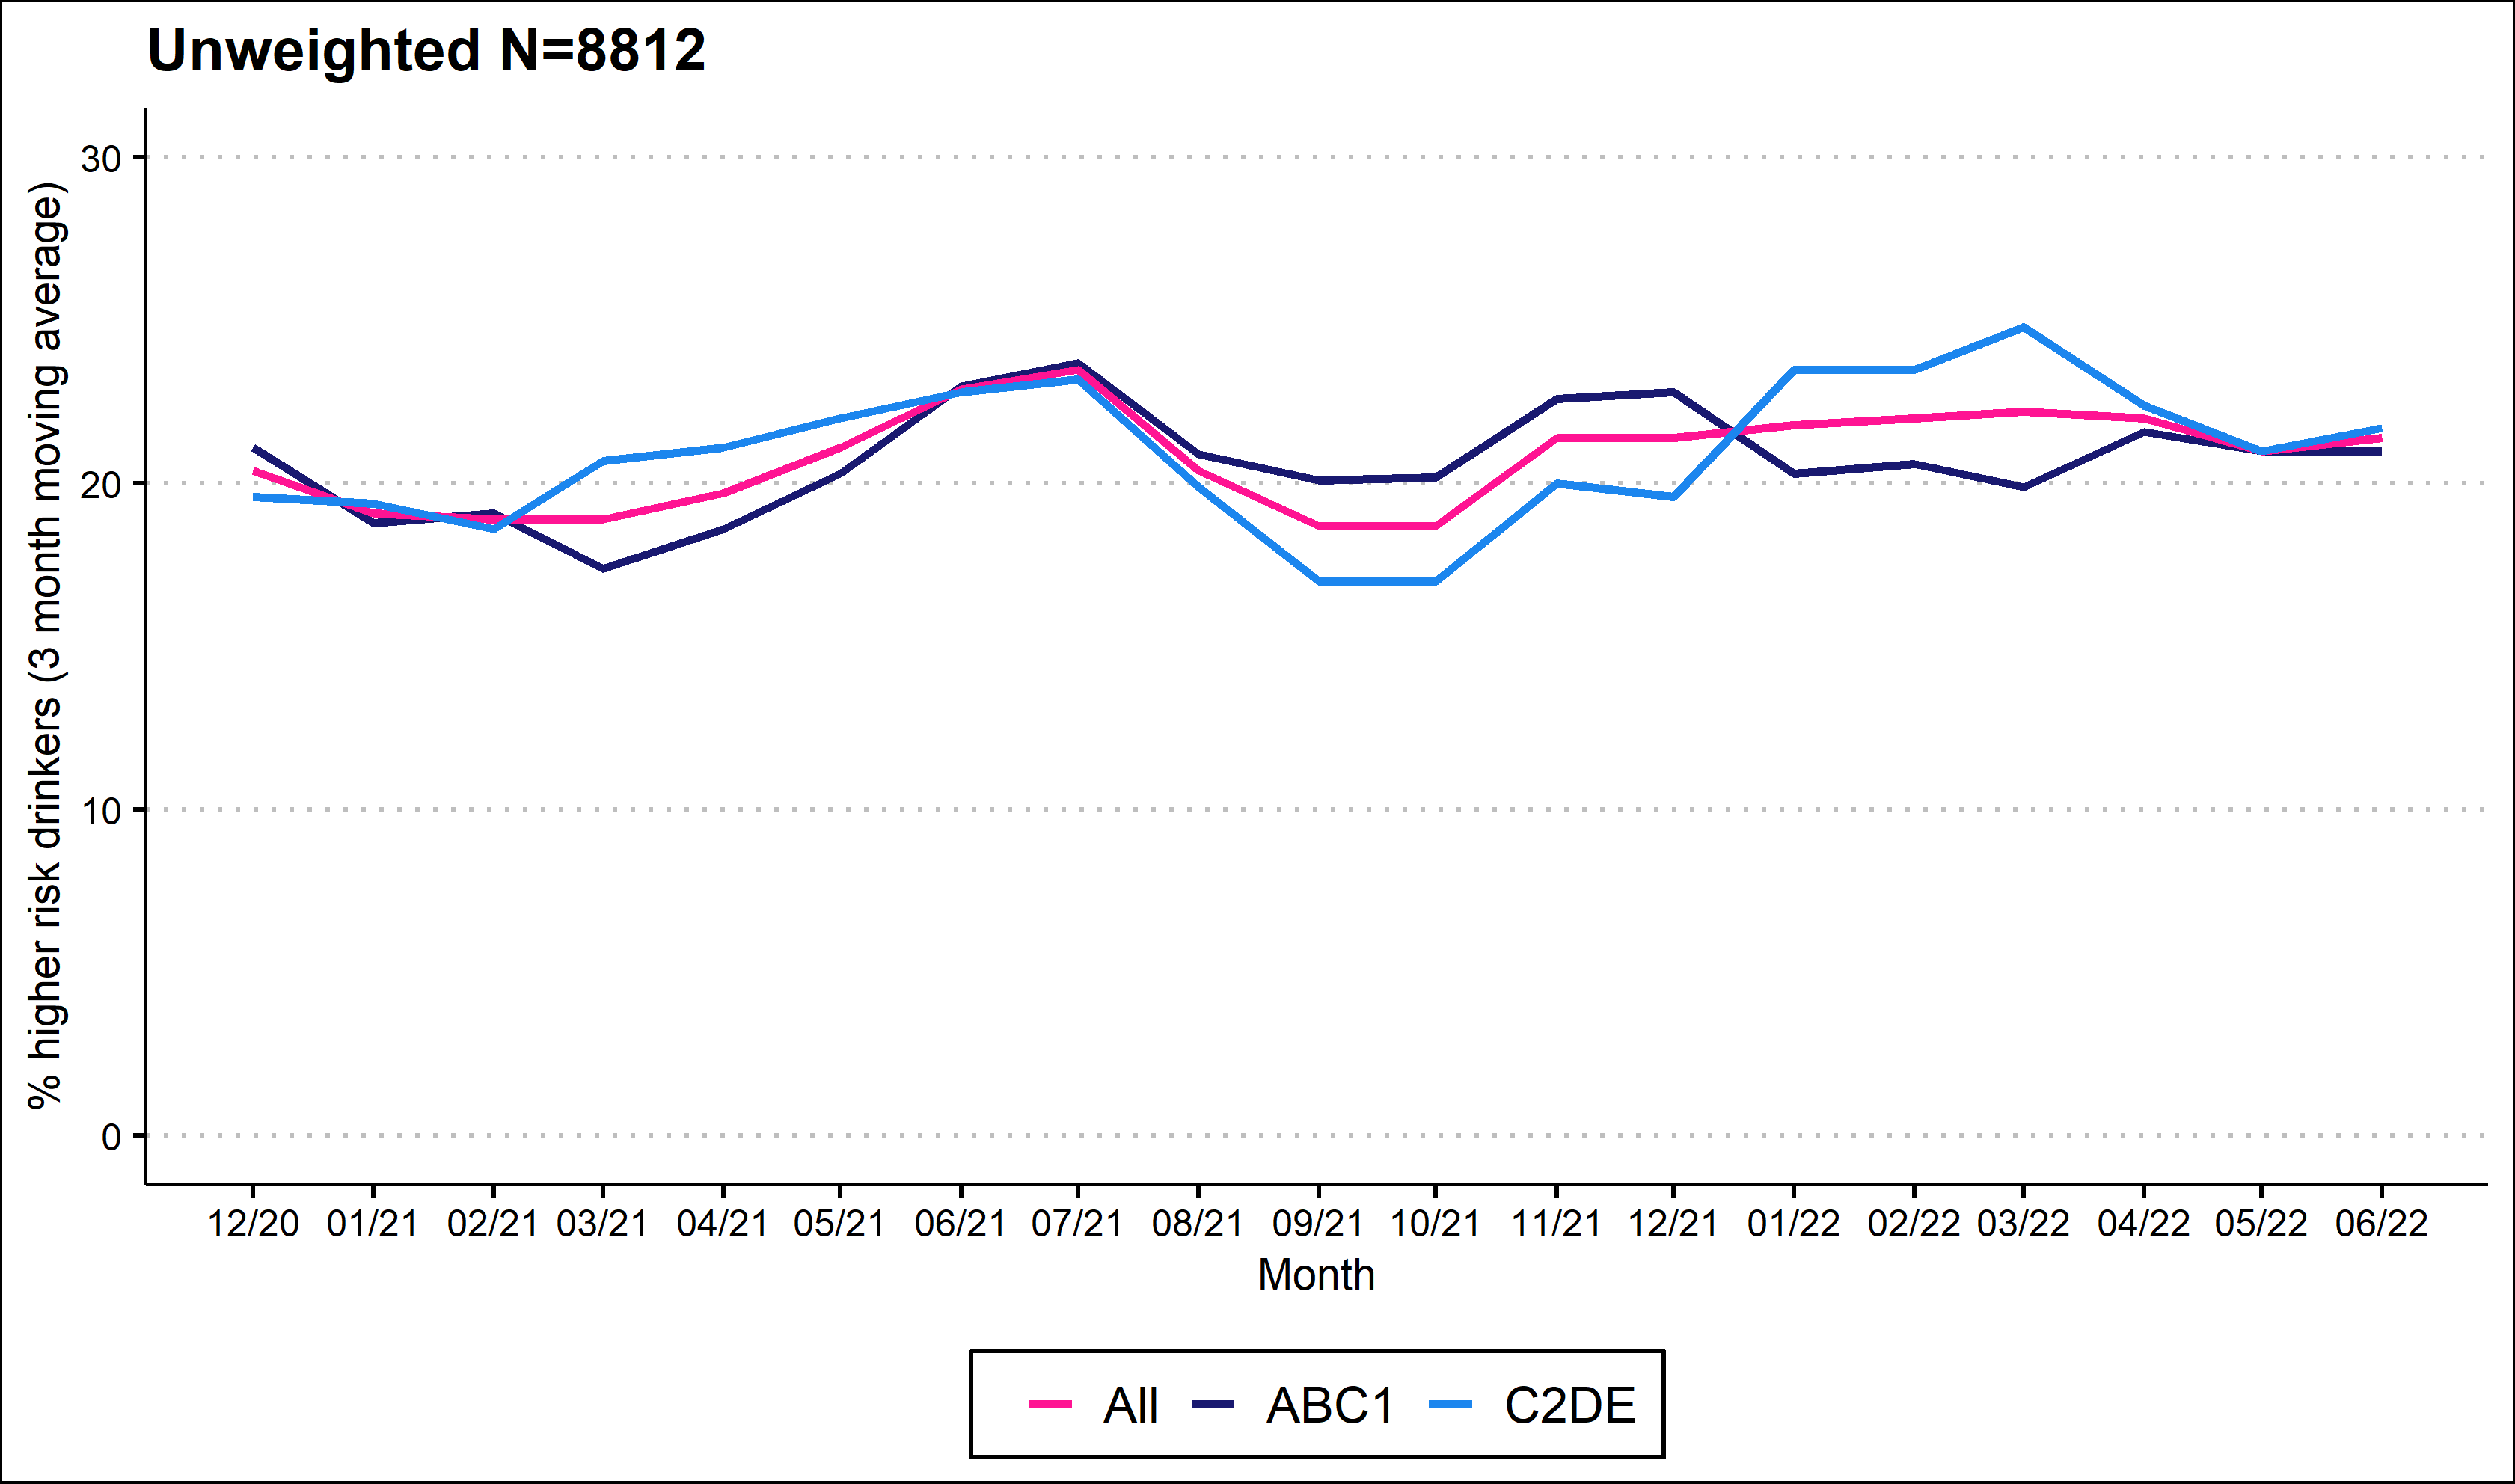 Unweighted N=8812
% higher risk drinkers (3 month moving average)
30
20
10
0
12/20 01/21 02/21 03/21 04/21 05/21 06/21 07/21 08/21 09/21 10/21 11/21 12/21 01/22 02/22 03/22 04/22 05/22 06/22
Month
All ABC1 C2DE